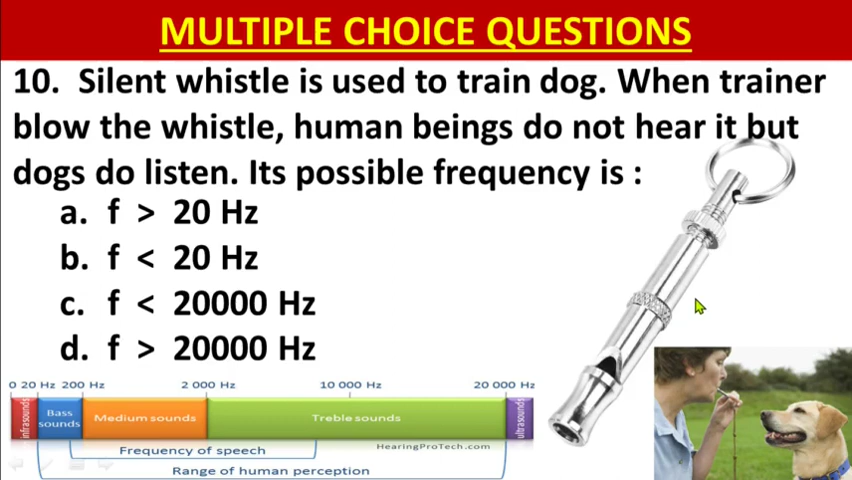 MULTIPLE CHOICE QUESTIONS
10. Silent whistle is used to train dog. When trainer
blow the whistle, human beings do not hear it but
dogs do listen. Its possible frequency is :
a. f > 20 Hz
b. f < 20 Hz
c. f < 20000 Hz
d. f > 20000 Hz
0 20 Hz 200 Hz 2 000 Hz 10 000 Hz 20 000 Hz
infrasounds
Bass
sounds
Medium sounds
Treble sounds
ultrasounds
HearingProTech.com
Frequency of speech
Range of human perception